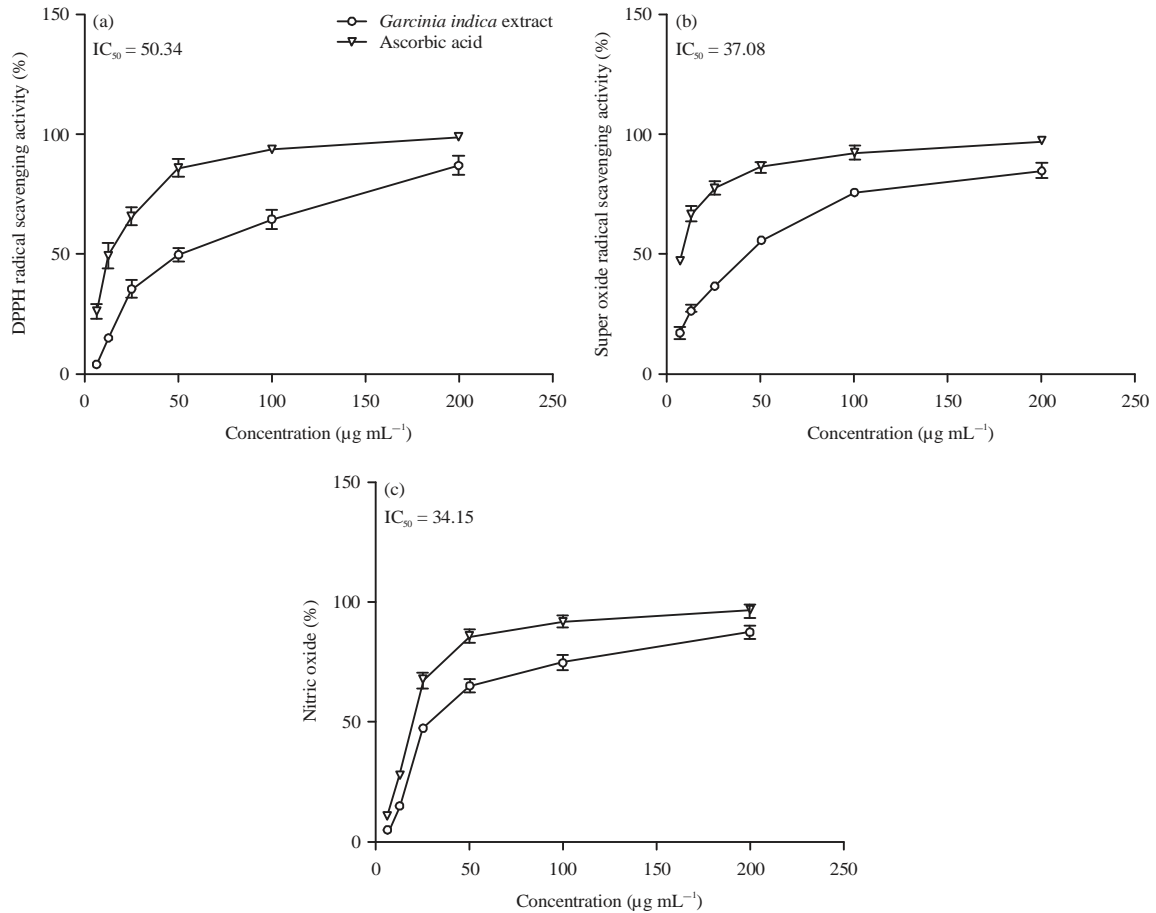 (a)
IC₅₀ = 50.34
Garcinia indica extract
Ascorbic acid
DPPH radical scavenging activity (%)
150
100
50
0
0 50 100 150 200 250
Concentration (µg mL⁻¹)
(b)
IC₅₀ = 37.08
Super oxide radical scavenging activity (%)
150
100
50
0
0 50 100 150 200 250
Concentration (µg mL⁻¹)
(c)
IC₅₀ = 34.15
Nitric oxide (%)
150
100
50
0
0 50 100 150 200 250
Concentration (µg mL⁻¹)